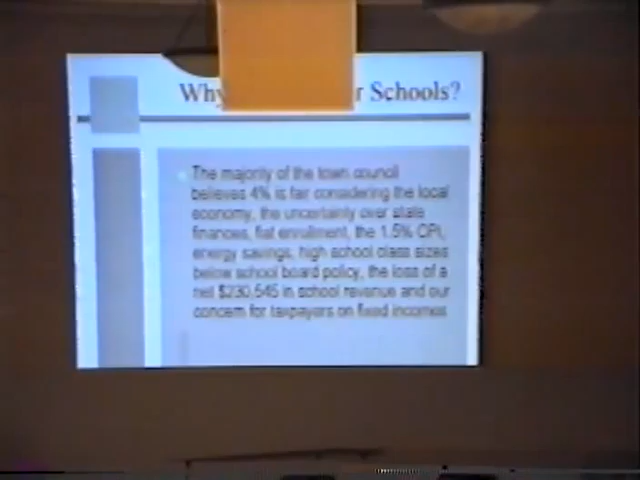 Why r Schools?
The majority of the town council
believes 4% is fair considering the local
economy, the uncertainty over state
finances, flat enrollment, the 1.5% CPI,
energy savings, high school class sizes
below school board policy, the loss of a
net $230,545 in school revenue and our
concern for taxpayers on fixed incomes